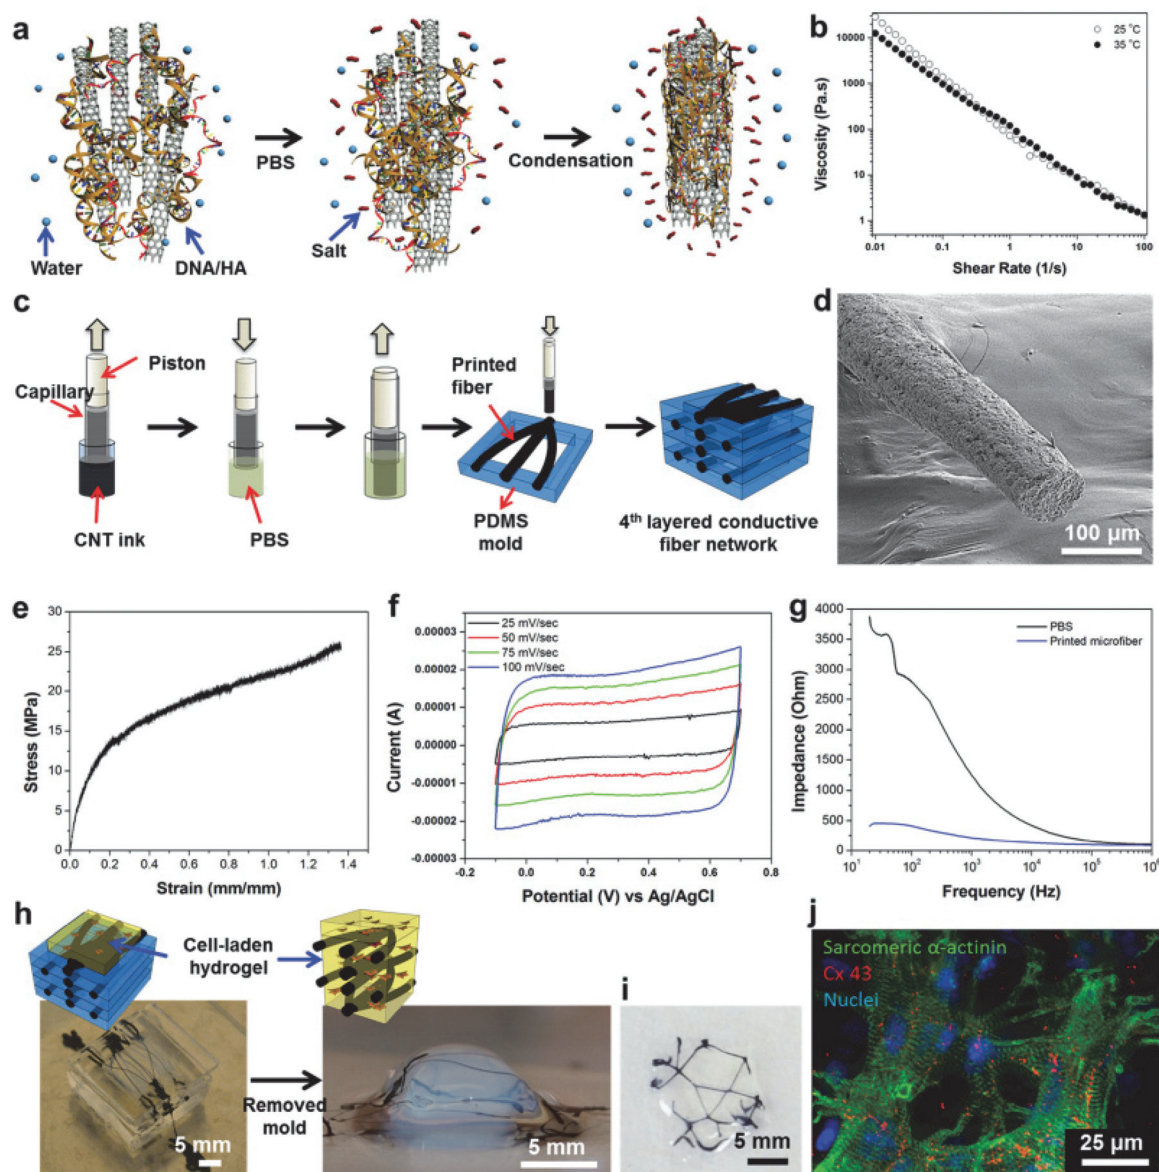 a
PBS
Condensation
Water
DNA/HA
Salt
b
Viscosity (Pa.s)
10000
1000
100
10
1
25 °C
35 °C
0.01
0.1
1
10
100
Shear Rate (1/s)
c
Piston
Capillary
CNT ink
PBS
Printed
fiber
PDMS
mold
4th layered conductive
fiber network
d
100 µm
e
Stress (MPa)
30
25
20
15
10
5
0
0.0
0.2
0.4
0.6
0.8
1.0
1.2
1.4
Strain (mm/mm)
f
25 mV/sec
50 mV/sec
75 mV/sec
100 mV/sec
Current (A)
0.00003
0.00002
0.00001
0.00000
-0.00001
-0.00002
-0.00003
-0.2
0.0
0.2
0.4
0.6
0.8
Potential (V) vs Ag/AgCl
g
PBS
Printed microfiber
Impedance (Ohm)
4000
3500
3000
2500
2000
1500
1000
500
0
10¹
10²
10³
10⁴
10⁵
10⁶
Frequency (Hz)
h
Cell-laden
hydrogel
Removed
mold
5 mm
5 mm
i
5 mm
j
Sarcomeric α-actinin
Cx 43
Nuclei
25 µm